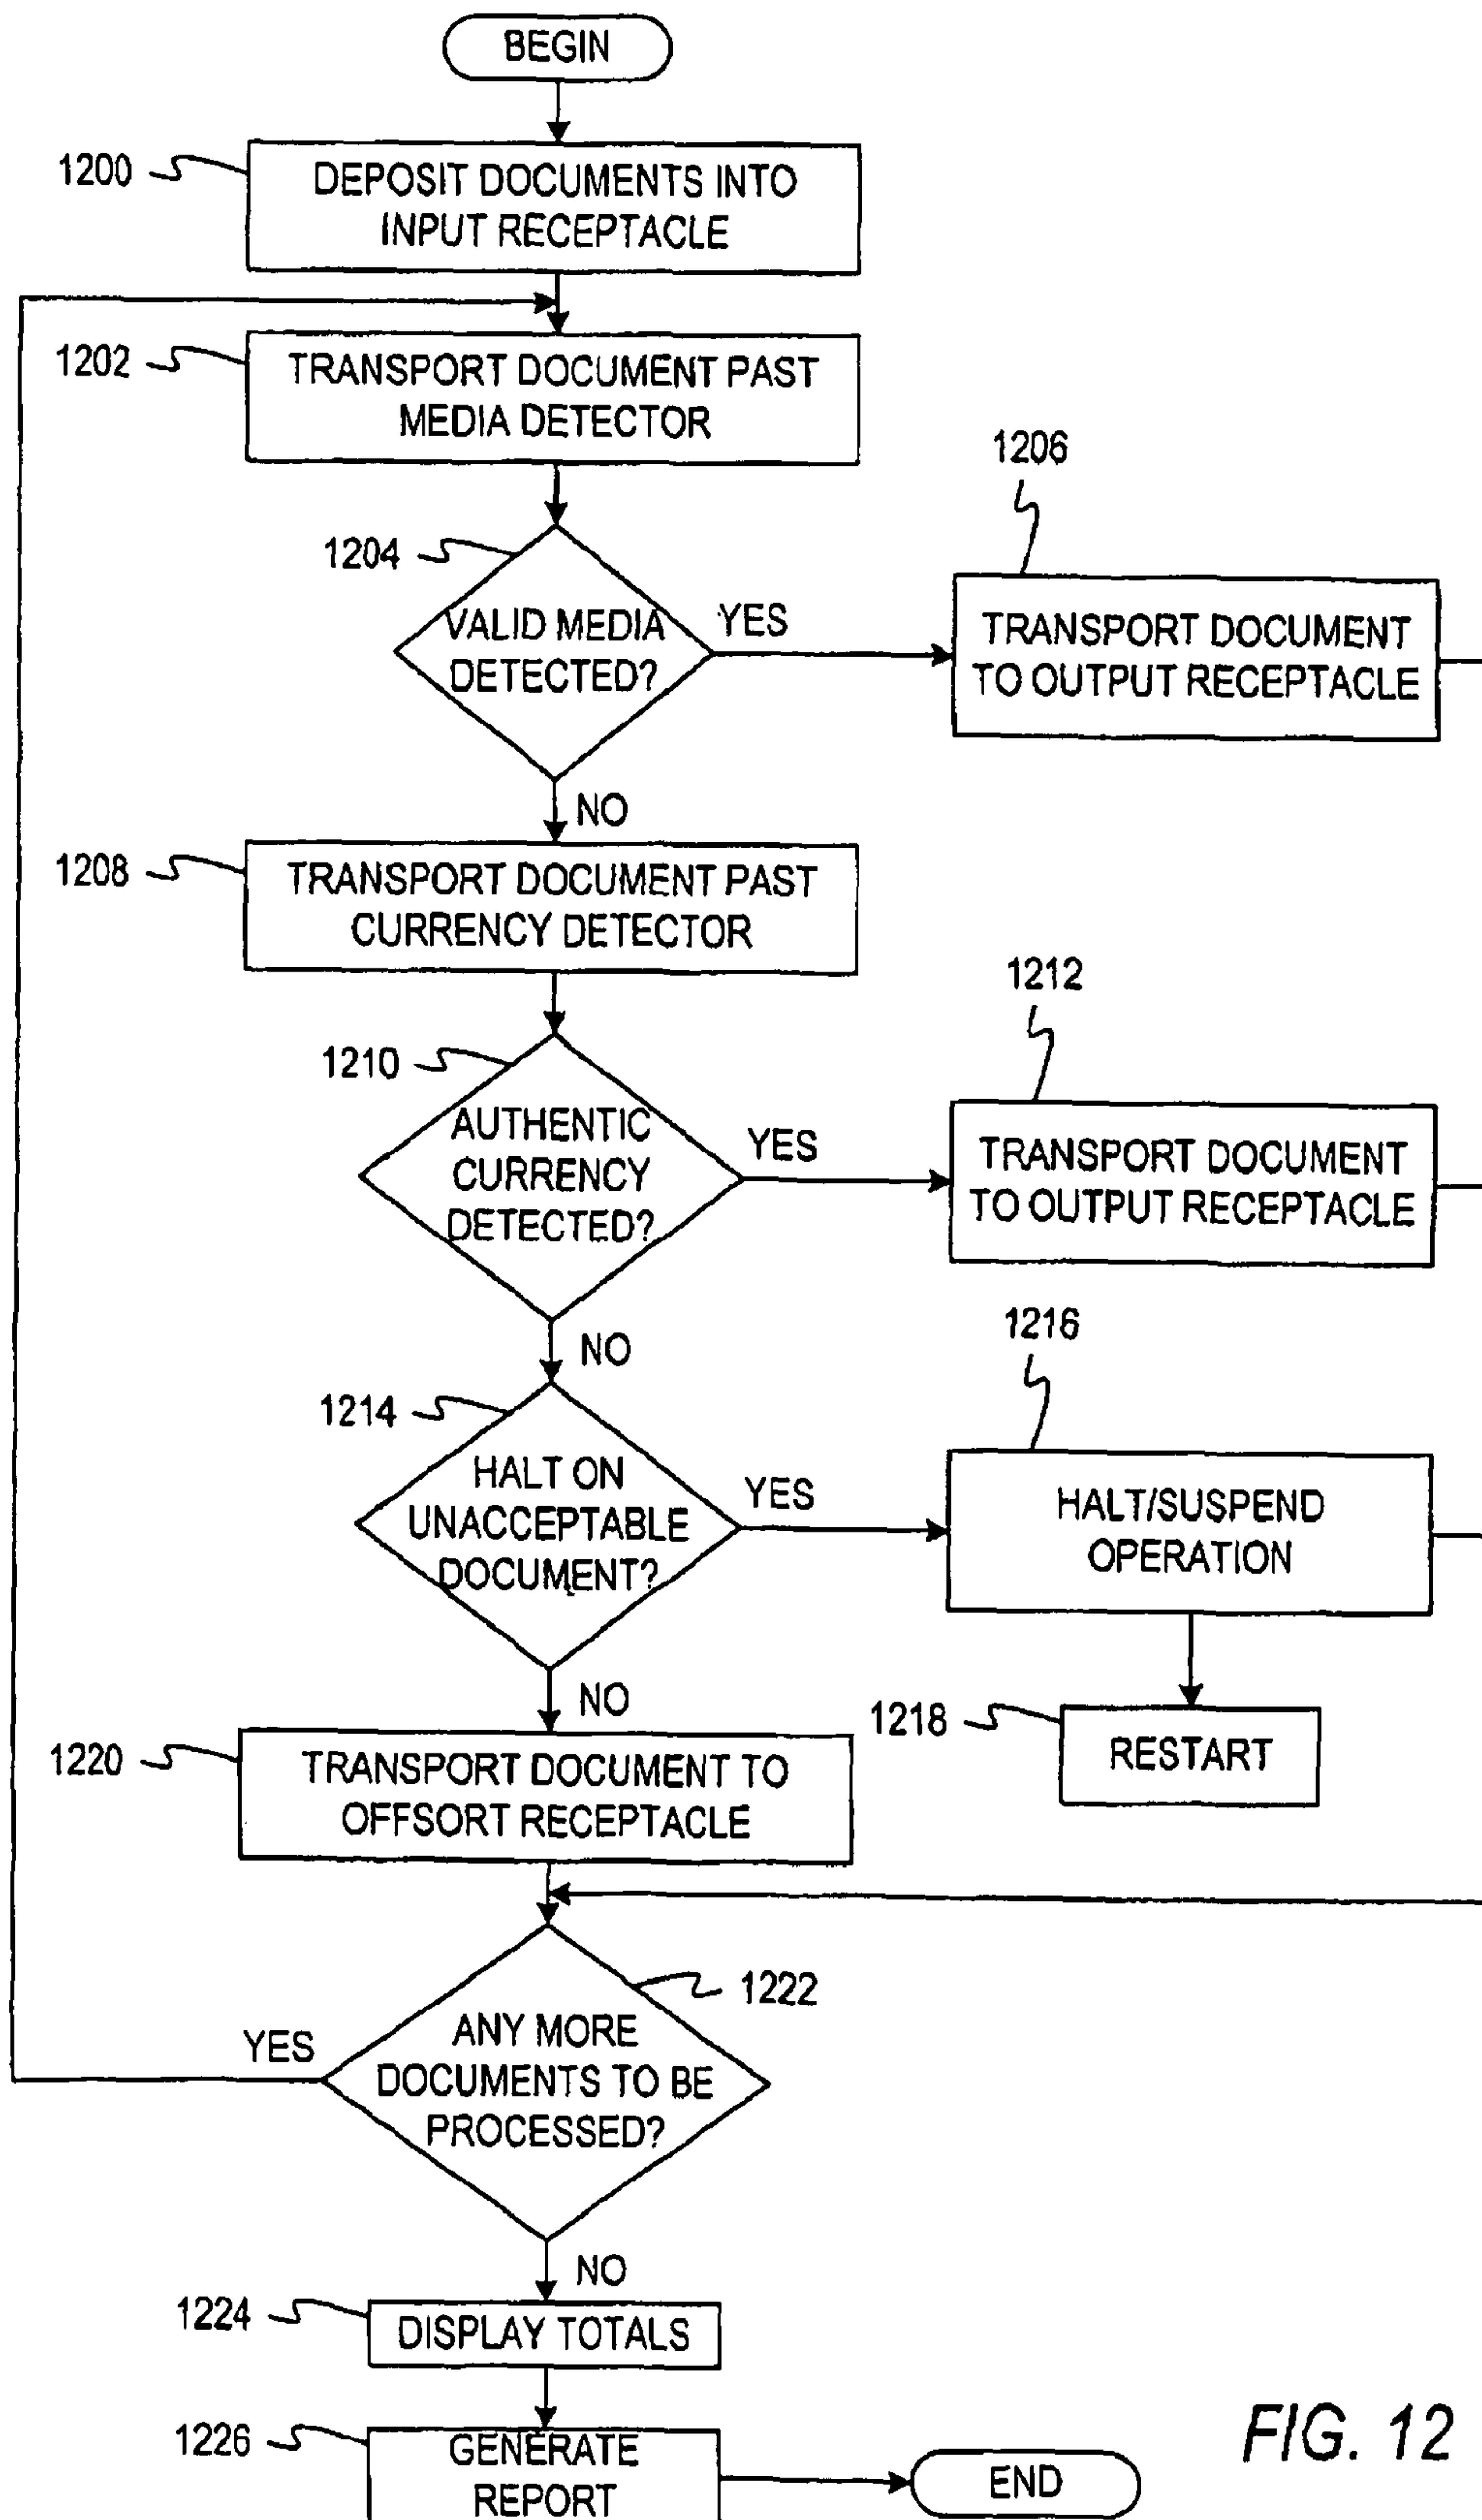 BEGIN
1200
DEPOSIT DOCUMENTS INTO
INPUT RECEPTACLE
1202
TRANSPORT DOCUMENT PAST
MEDIA DETECTOR
1204
VALID MEDIA
DETECTED?
YES
1206
TRANSPORT DOCUMENT
TO OUTPUT RECEPTACLE
NO
1208
TRANSPORT DOCUMENT PAST
CURRENCY DETECTOR
1210
AUTHENTIC
CURRENCY
DETECTED?
YES
1212
TRANSPORT DOCUMENT
TO OUTPUT RECEPTACLE
NO
1214
HALT ON
UNACCEPTABLE
DOCUMENT?
YES
1216
HALT/SUSPEND
OPERATION
1218
RESTART
NO
1220
TRANSPORT DOCUMENT TO
OFFSORT RECEPTACLE
1222
ANY MORE
DOCUMENTS TO BE
PROCESSED?
YES
NO
1224
DISPLAY TOTALS
1226
GENERATE
REPORT
END
FIG. 12